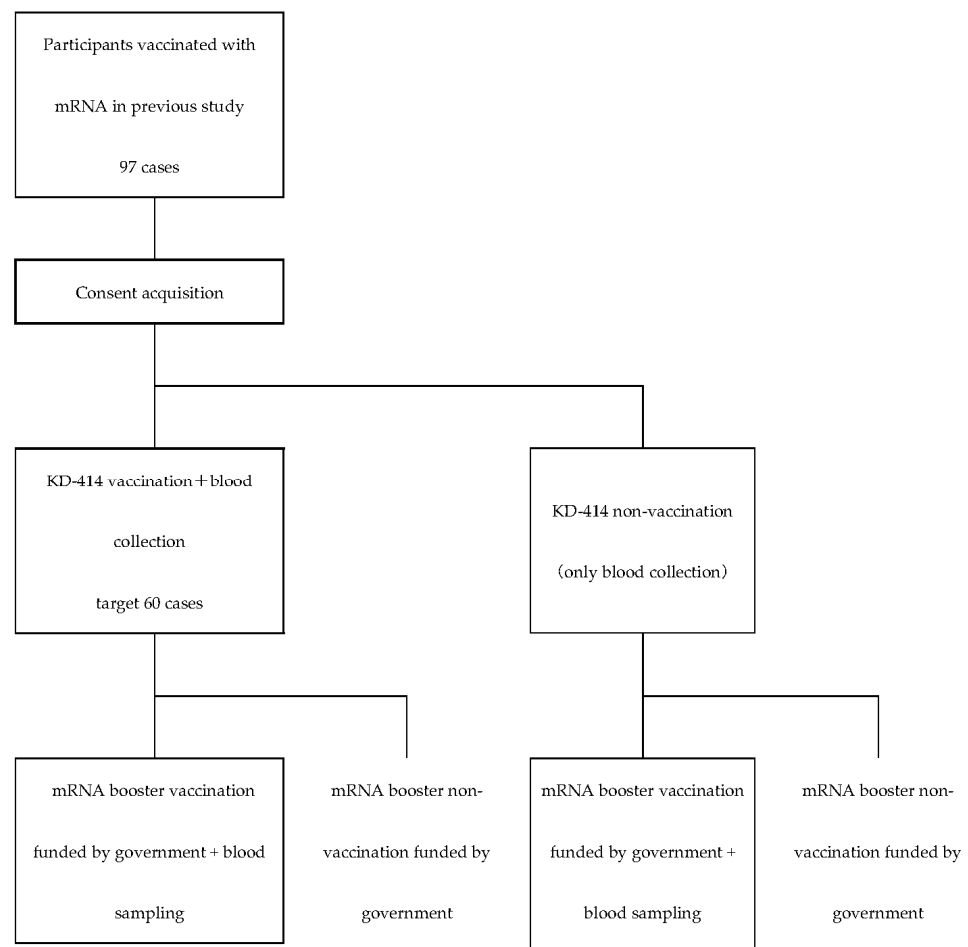 Participants vaccinated with
mRNA in previous study
97 cases
Consent acquisition
KD-414 vaccination＋blood
collection
target 60 cases
KD-414 non-vaccination
（only blood collection）
mRNA booster vaccination
funded by government + blood
sampling
mRNA booster non-
vaccination funded by
government
mRNA booster vaccination
funded by government +
blood sampling
mRNA booster non-
vaccination funded by
government